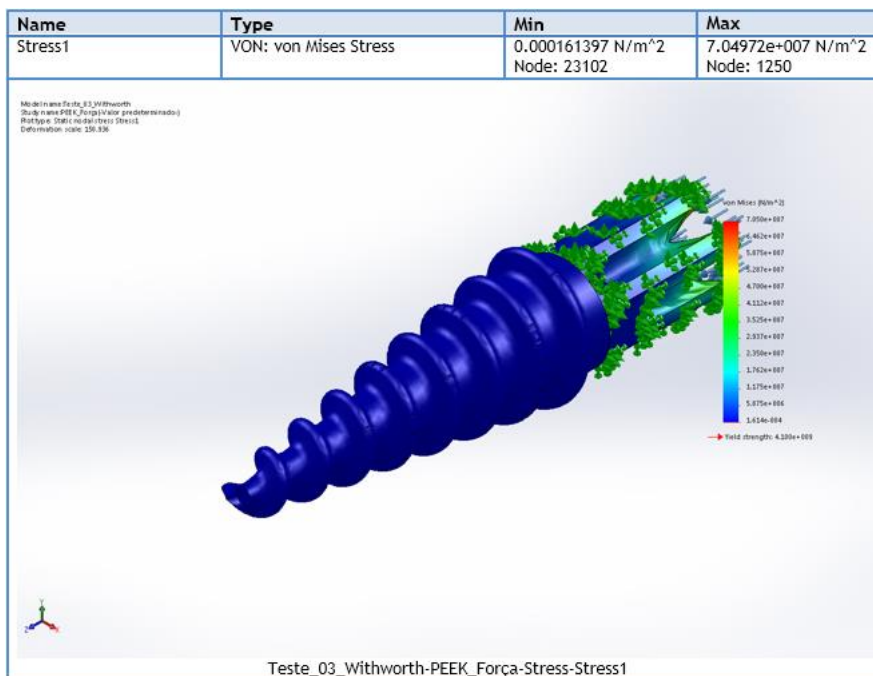 Name Type Min Max
Stress1 VON: von Mises Stress 0.000161397 N/m^2 7.04972e+007 N/m^2
Node: 23102 Node: 1250
Model name:Teste_03_Withworth
Study name:PEEK_Força(-Valor predeterminado-)
Plot type: Static nodal stress Stress1
Deformation scale: 150.936
von Mises (N/m^2)
7.050e+007
6.462e+007
5.875e+007
5.287e+007
4.700e+007
4.112e+007
3.525e+007
2.937e+007
2.350e+007
1.762e+007
1.175e+007
5.875e+006
1.614e-004
Yield strength:
Y
Z X
Teste_03_Withworth-PEEK_Força-Stress-Stress1